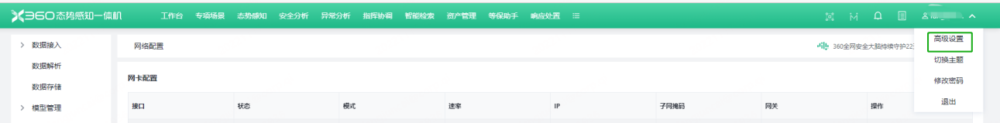 360态势感知一体机 工作台 专项场景 态势感知 安全分析 异常分析 指挥协调 智能检索 资产管理 等保助手 响应处置
数据接入 网络配置 360全网安全大脑持续守护22 高级设置
数据解析 切换主题
数据存储 网卡配置 修改密码
模型管理 接口 状态 模式 速率 IP 子网掩码 网关 操作 退出